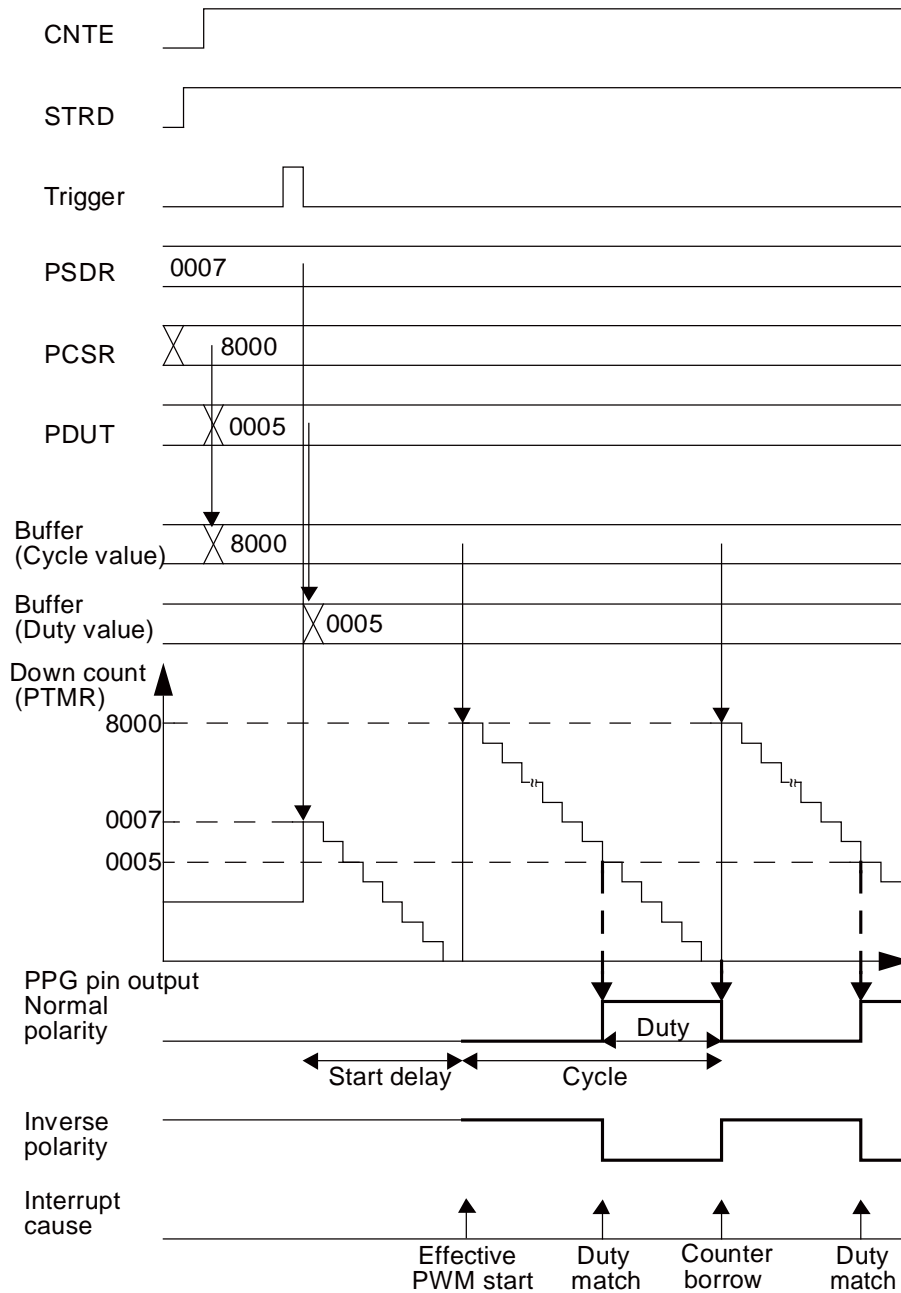 CNTE
STRD
Trigger
PSDR
0007
PCSR
8000
PDUT
0005
Buffer
(Cycle value)
8000
Buffer
(Duty value)
0005
Down count
(PTMR)
8000
0007
0005
PPG pin output
Normal
polarity
Duty
Start delay
Cycle
Inverse
polarity
Interrupt
cause
Effective
PWM start
Duty
match
Counter
borrow
Duty
match